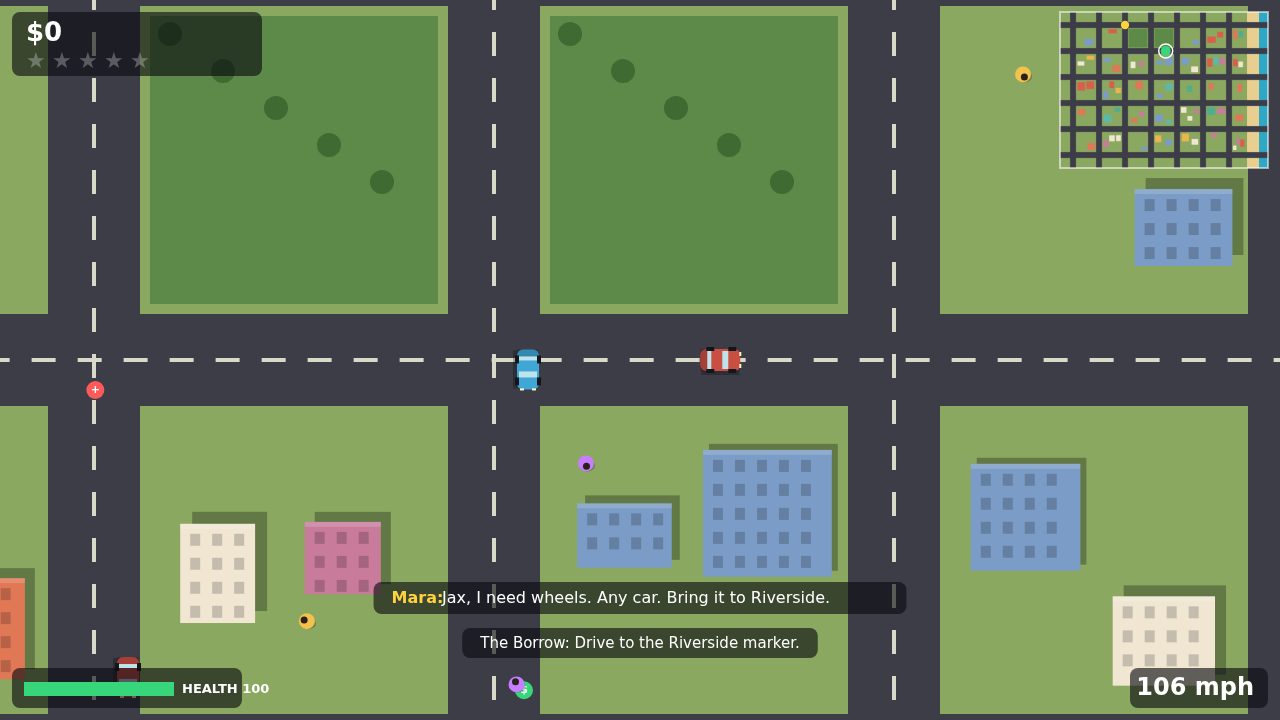 $0
Mara:Jax, I need wheels. Any car. Bring it to Riverside.
The Borrow: Drive to the Riverside marker.
HEALTH 100
106 mph